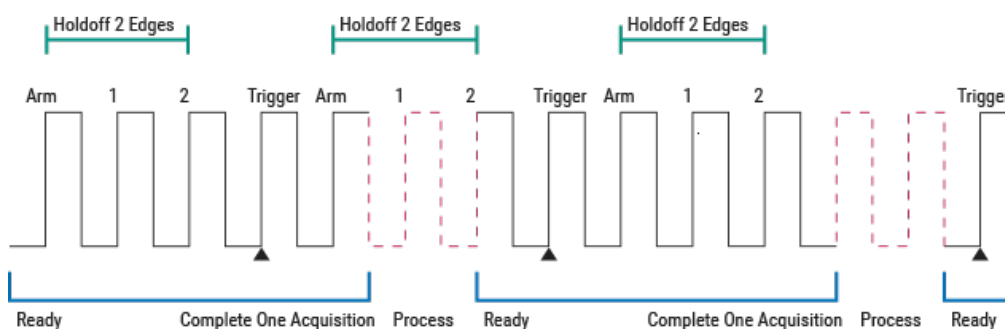 Holdoff 2 Edges Holdoff 2 Edges Holdoff 2 Edges
Arm 1 2 Trigger Arm 1 2 Trigger Arm 1 2 Trigger
Ready Complete One Acquisition Process Ready Complete One Acquisition Process Ready